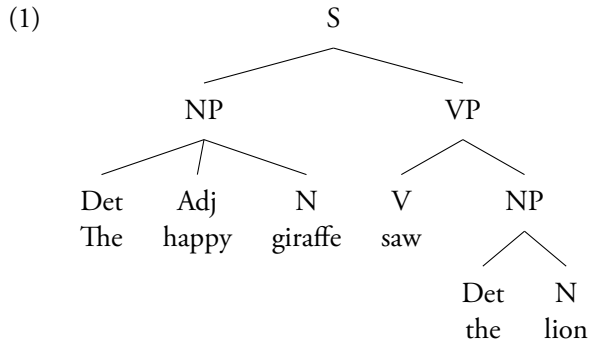 (1) S
NP VP
Det Adj N V NP
The happy giraffe saw
Det N
the lion